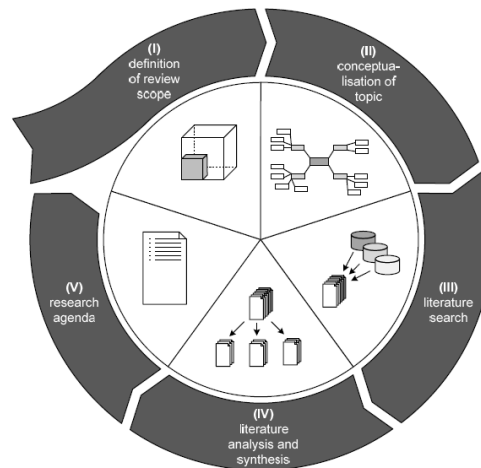 (I)
definition
of review
scope
(II)
conceptua-
lisation of
topic
(III)
literature
search
(IV)
literature
analysis and
synthesis
(V)
research
agenda